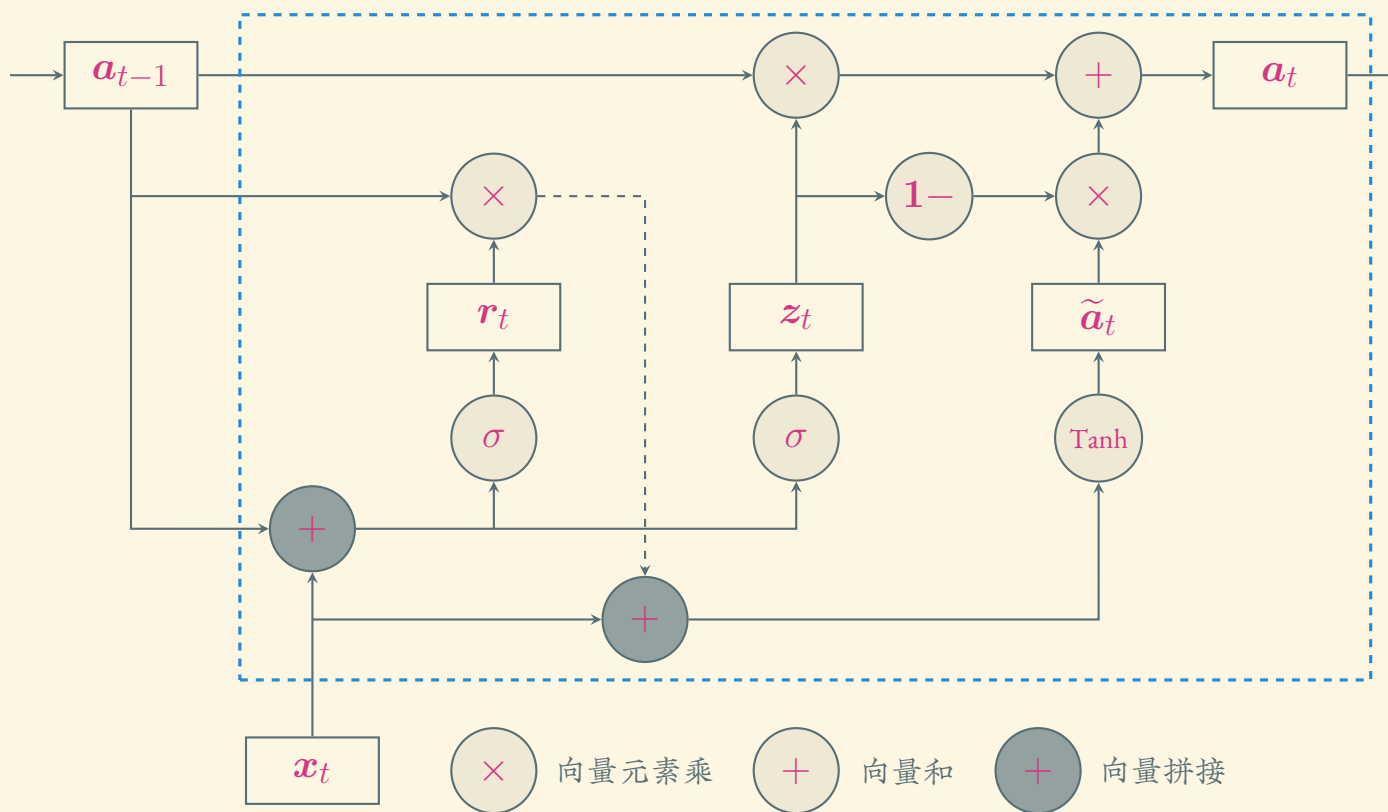 a_{t−1}
×
+
a_t
×
1−
×
r_t
z_t
ã_t
σ
σ
Tanh
+
+
x_t
× 向量元素乘 + 向量和 + 向量拼接